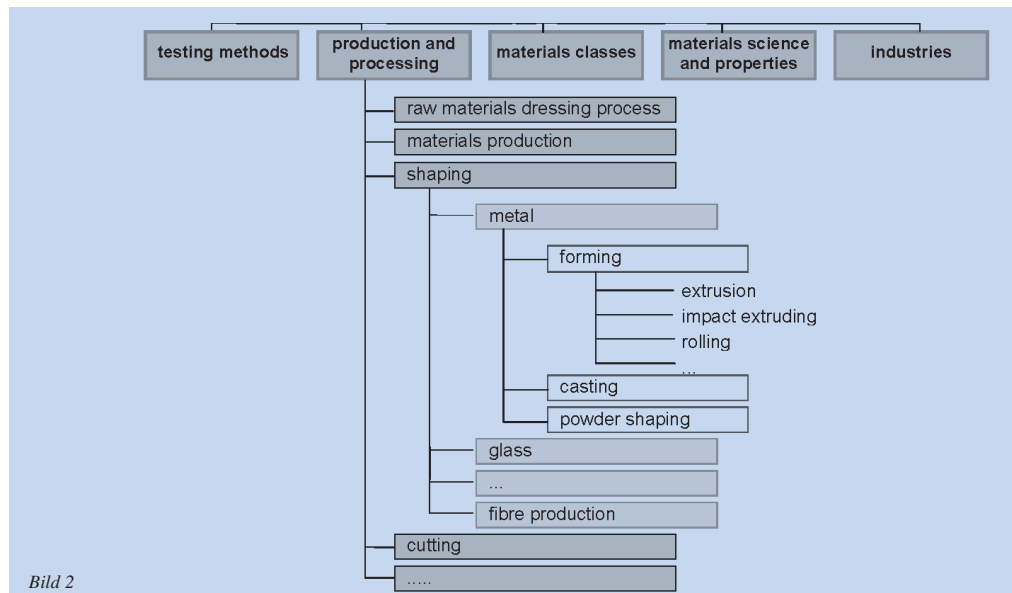 testing methods
production and
processing
materials classes
materials science
and properties
industries
raw materials dressing process
materials production
shaping
metal
forming
extrusion
impact extruding
rolling
...
casting
powder shaping
glass
...
fibre production
cutting
.....
Bild 2